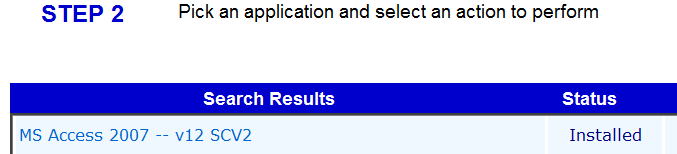 STEP 2 Pick an application and select an action to perform
Search Results Status
MS Access 2007 -- v12 SCV2 Installed